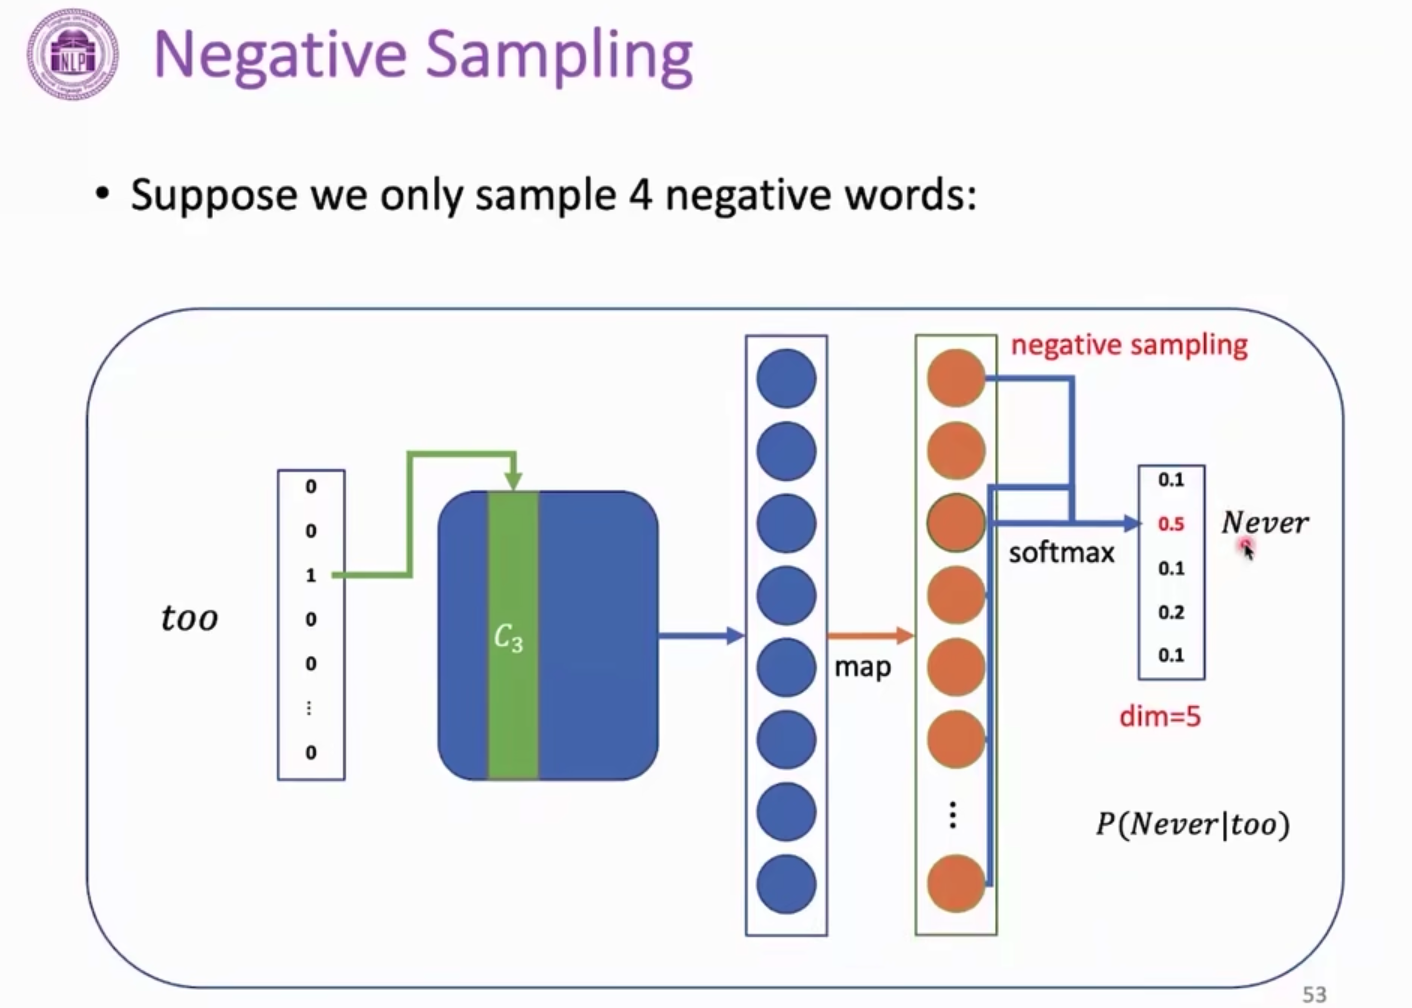 NLP
Negative Sampling
• Suppose we only sample 4 negative words:
negative sampling
too
0
0
1
0
0
⋮
0
C₃
map
⋮
softmax
0.1
0.5
0.1
0.2
0.1
Never
dim=5
P(Never|too)
53